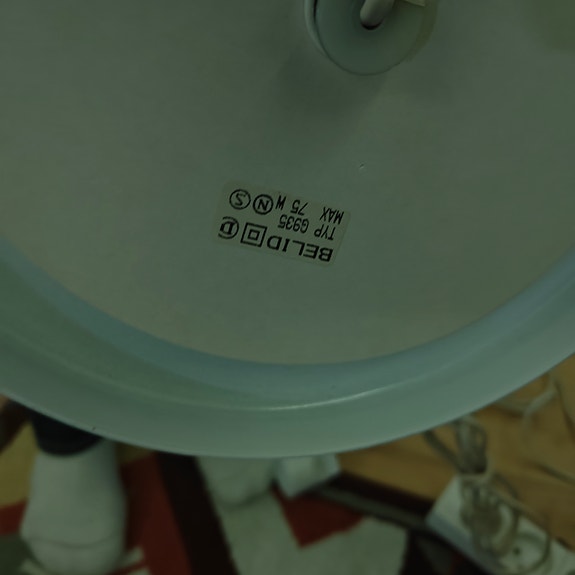 BELID
TYP G935
MAX 75 W
D N S